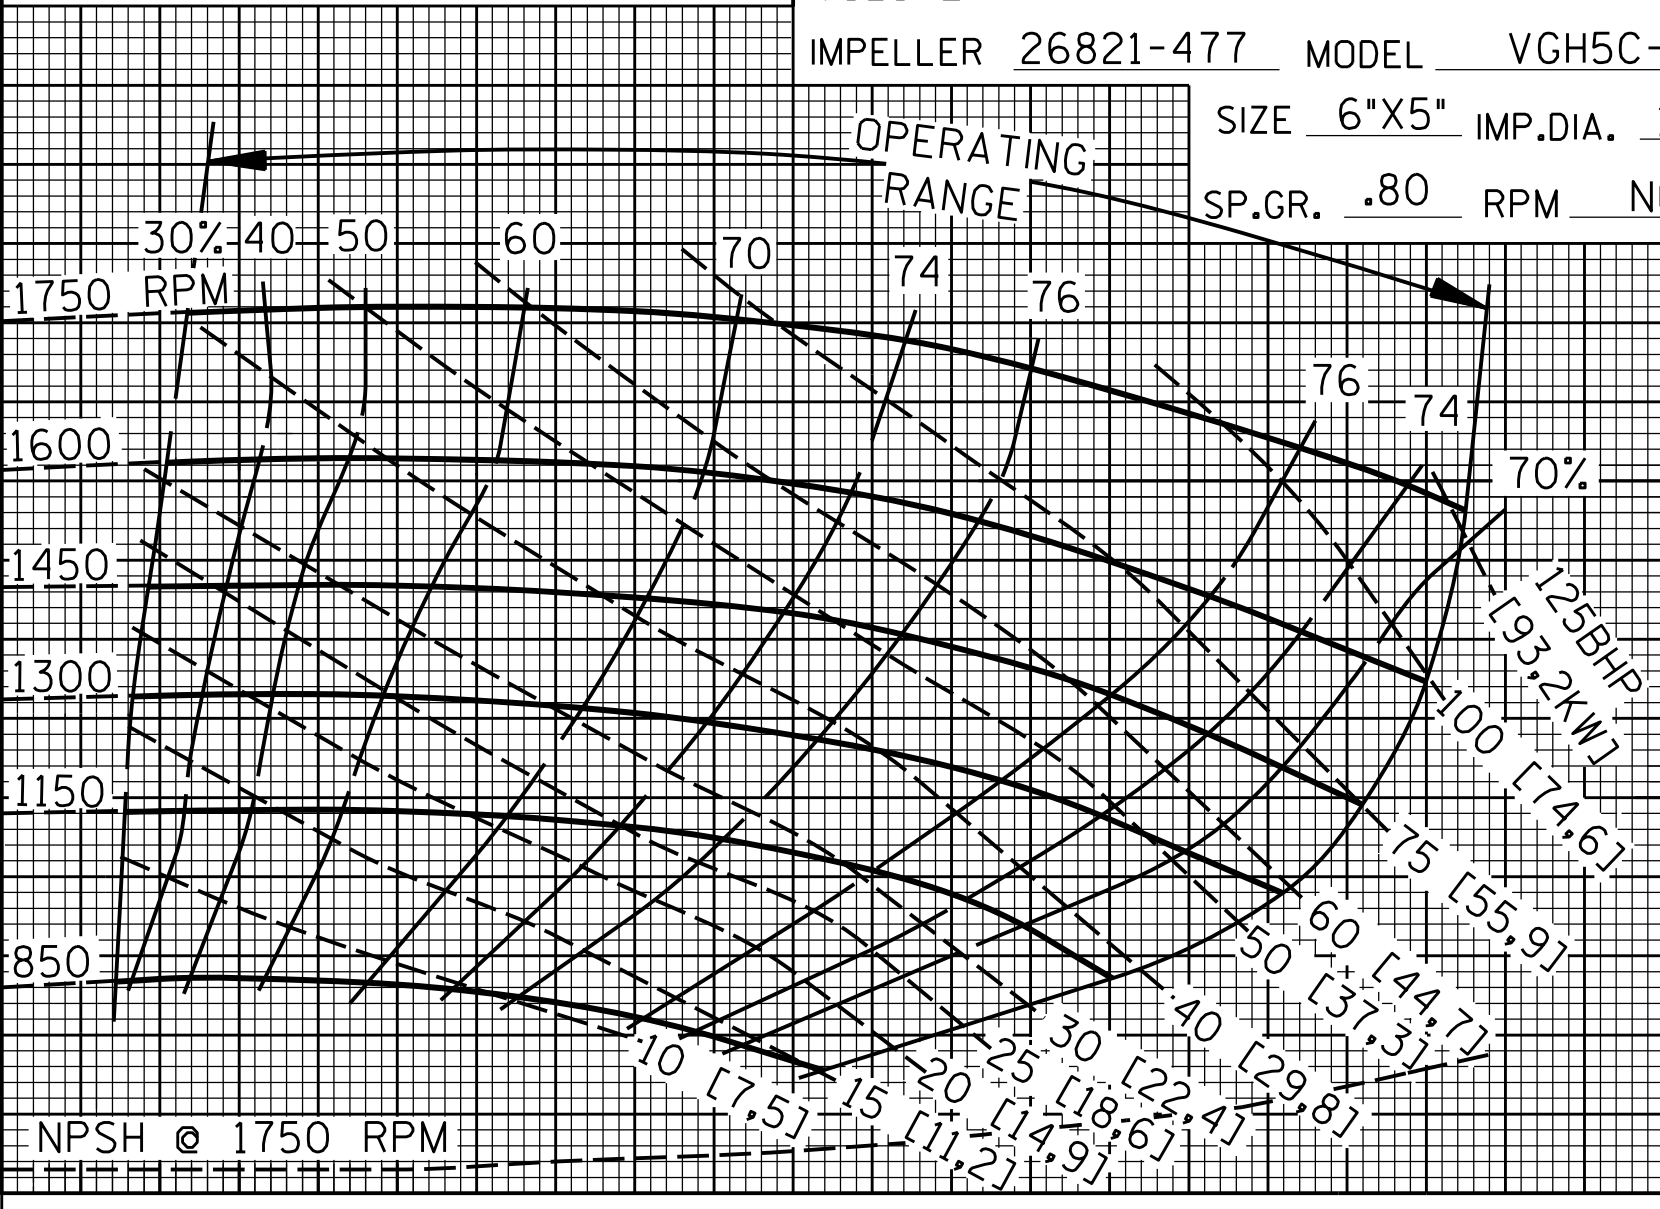 IMPELLER 26821-477 MODEL VGH5C-
SIZE 6"X5" IMP.DIA.
SP.GR. .80 RPM
OPERATING
RANGE
30% 40 50 60 70 74 76
1750 RPM
76 74
70%
1600
1450
1300
1150
850
125BHP
[93,2KW]
100 [74,6]
75 [55,9]
60 [44,7]
50 [37,3]
40 [29,8]
30 [22,4]
25 [18,6]
20 [14,9]
15 [11,2]
10 [7,5]
NPSH @ 1750 RPM